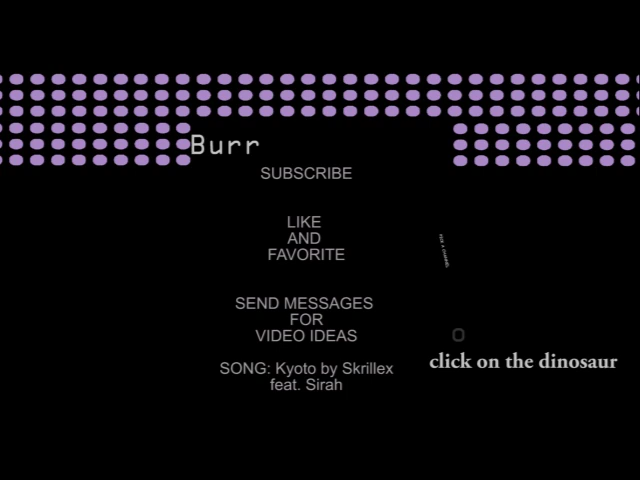 Burr
SUBSCRIBE
LIKE
AND
FAVORITE
SEND MESSAGES
FOR
VIDEO IDEAS
SONG: Kyoto by Skrillex
feat. Sirah
click on the dinosaur